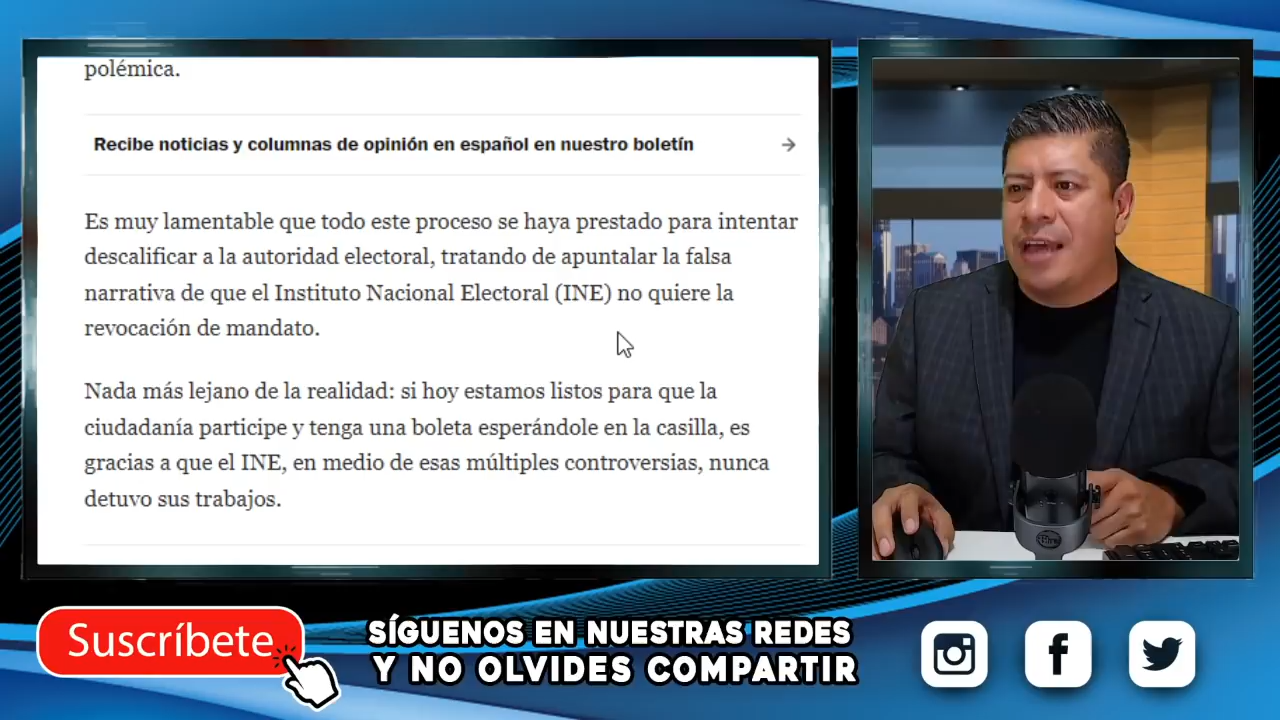 polémica.
Recibe noticias y columnas de opinión en español en nuestro boletín
Es muy lamentable que todo este proceso se haya prestado para intentar
descalificar a la autoridad electoral, tratando de apuntalar la falsa
narrativa de que el Instituto Nacional Electoral (INE) no quiere la
revocación de mandato.
Nada más lejano de la realidad: si hoy estamos listos para que la
ciudadanía participe y tenga una boleta esperándole en la casilla, es
gracias a que el INE, en medio de esas múltiples controversias, nunca
detuvo sus trabajos.
Suscríbete
SÍGUENOS EN NUESTRAS REDES
Y NO OLVIDES COMPARTIR